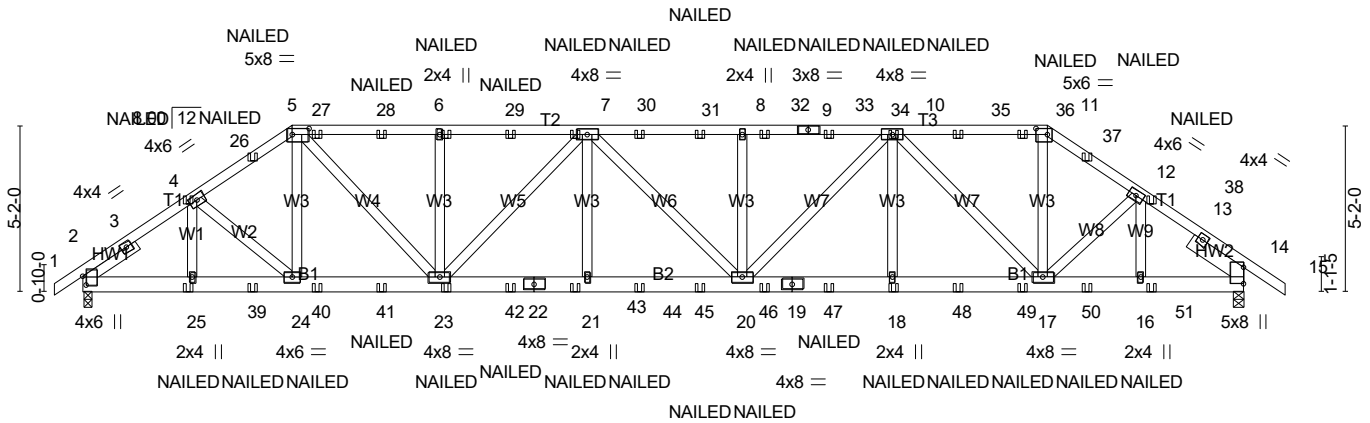 NAILED
NAILED
5x8 =
NAILED
2x4 ||
NAILED NAILED
4x8 =
NAILED NAILED NAILED NAILED
2x4 || 3x8 = 4x8 =
NAILED NAILED
5x6 =
NAILED NAILED
5 27 28 6 29 7 30 31 8 32 9 33 34 10 35 36 11
T2 T3
NAILED 12 NAILED
4x6 =
26
37
NAILED
4x6 =
4x4 =
4x4 =
4
T1
3
2
HW1
1
12
T1
38
13
HW2
14
15
W1 W2 W3 W4 W3 W5 W6 W3 W7 W3 W7 W3 W8 W9
5-2-0
0-10-0
5-2-0
1-1-5
B1 B2 B1
4x6 ||
25 39 24 40 41 23 42 22 21 43 44 45 20 46 19 47 18 48 49 17 50 16 51
5x8 ||
2x4 || 4x6 = NAILED 4x8 = 4x8 = 2x4 || 4x8 = NAILED 2x4 || 4x8 = 2x4 ||
NAILED NAILED NAILED NAILED NAILED NAILED NAILED 4x8 = NAILED NAILED NAILED NAILED NAILED
NAILED NAILED